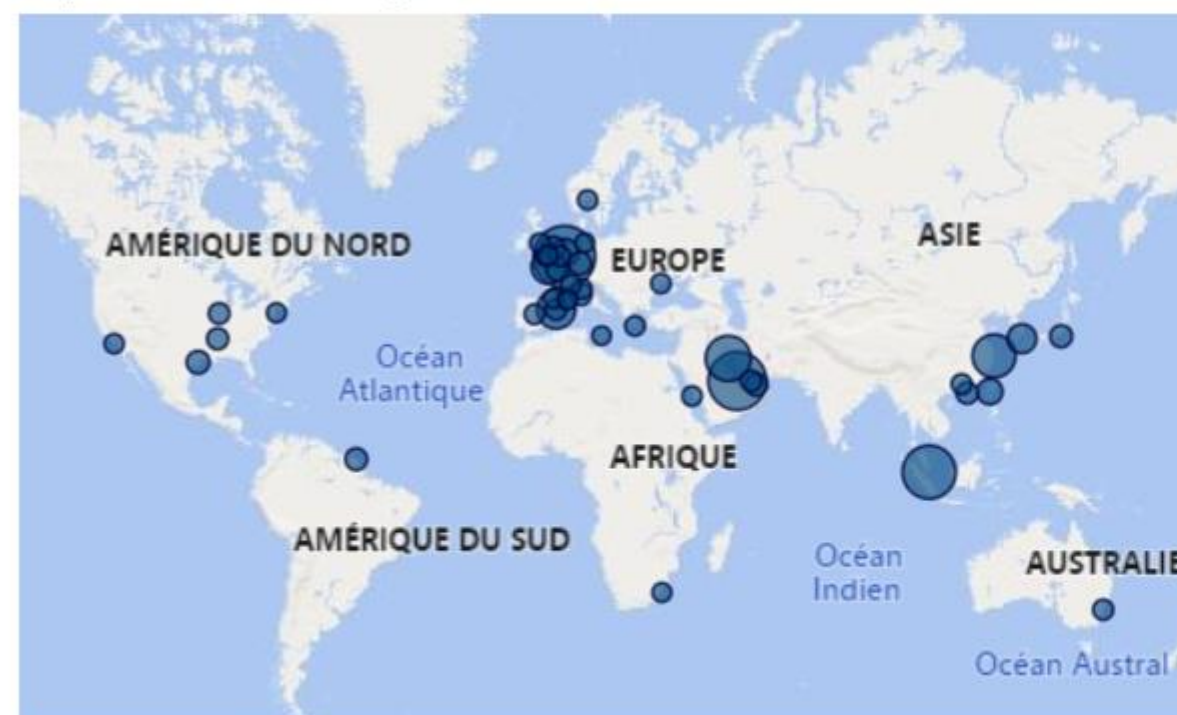 AMÉRIQUE DU NORD
EUROPE
ASIE
Océan
Atlantique
AFRIQUE
AMÉRIQUE DU SUD
Océan
Indien
AUSTRALIE
Océan Austral